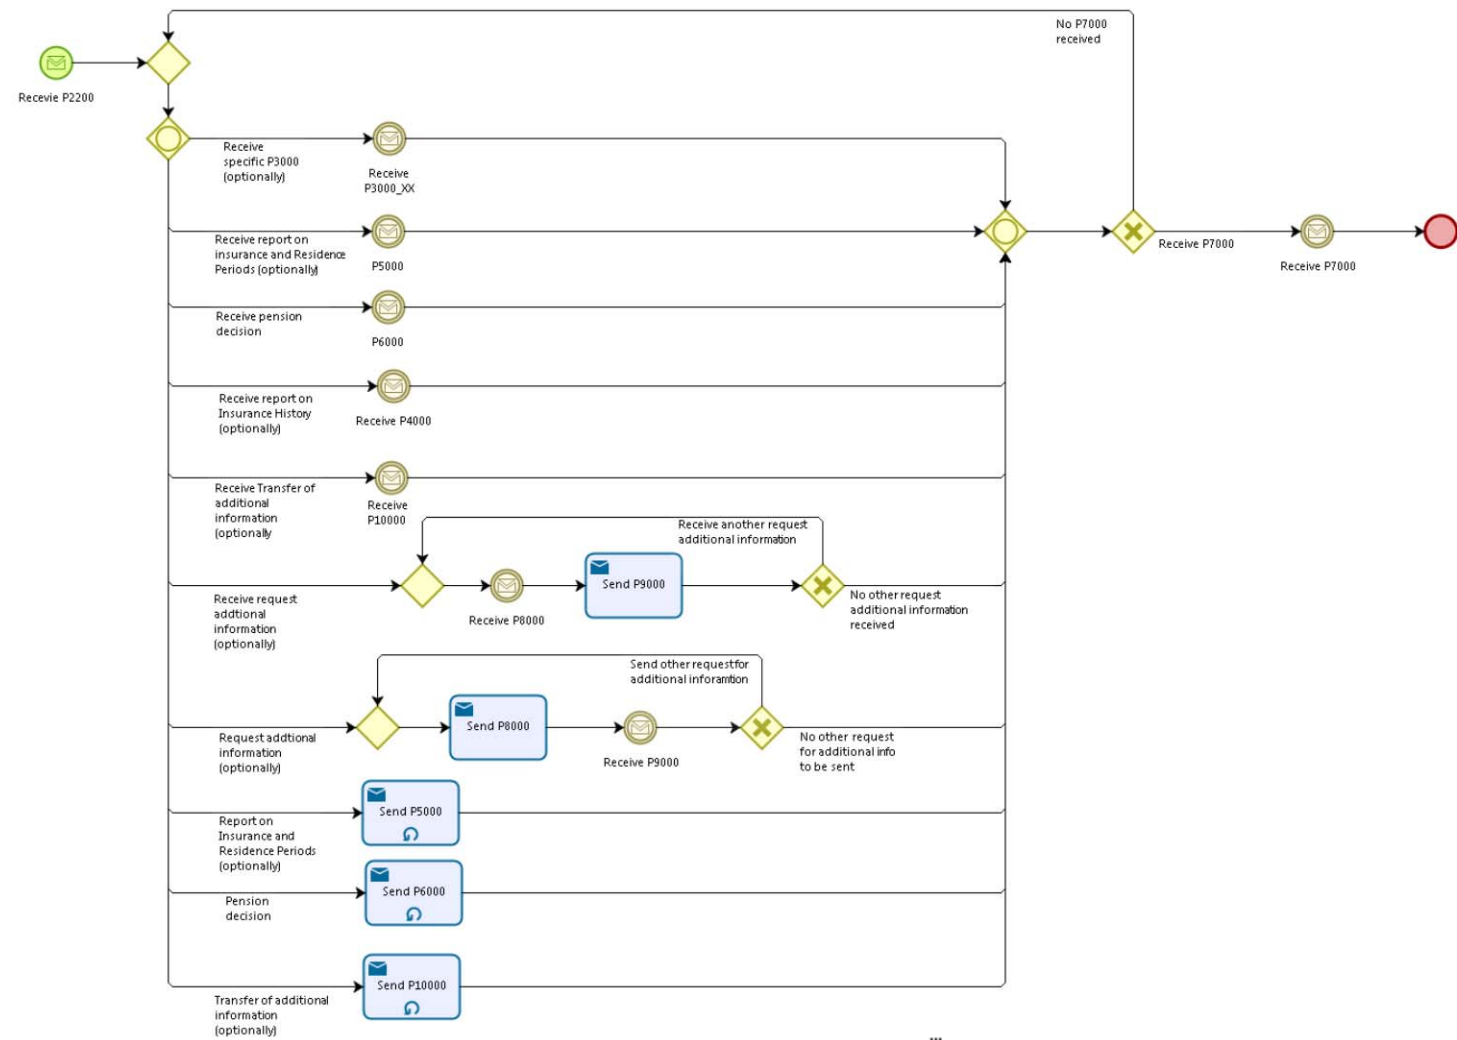 No P7000
received
Recevie P2200
Receive
specific P3000
(optionally)
Receive
P3000_XX
Receive report on
insurance and Residence
Periods (optionally)
P5000
Receive P7000
Receive P7000
Receive pension
decision
P6000
Receive report on
Insurance History
(optionally)
Receive P4000
Receive Transfer of
additional
information
(optionally
Receive
P10000
Receive another request
additional information
Receive request
addtional
information
(optionally)
Receive P8000
Send P9000
No other request
additional information
received
Send other request for
additional inforamtion
Request addtional
information
(optionally)
Send P8000
Receive P9000
No other request
for additional info
to be sent
Send P5000
Report on
Insurance and
Residence Periods
(optionally)
Send P6000
Pension
decision
Send P10000
Transfer of additional
information
(optionally)
...